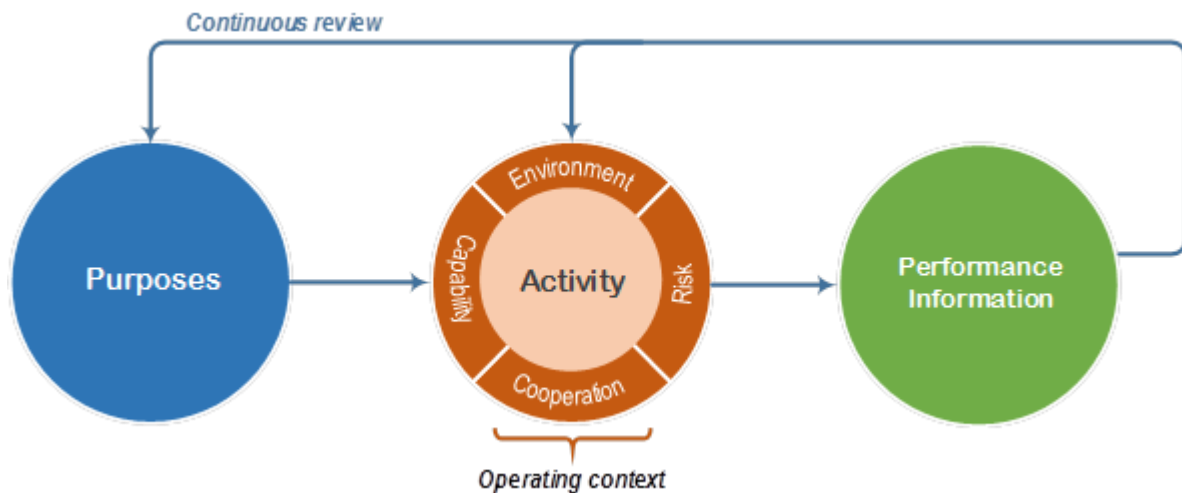 Continuous review
Purposes
Environment
Capability
Activity
Risk
Cooperation
Performance
Information
Operating context